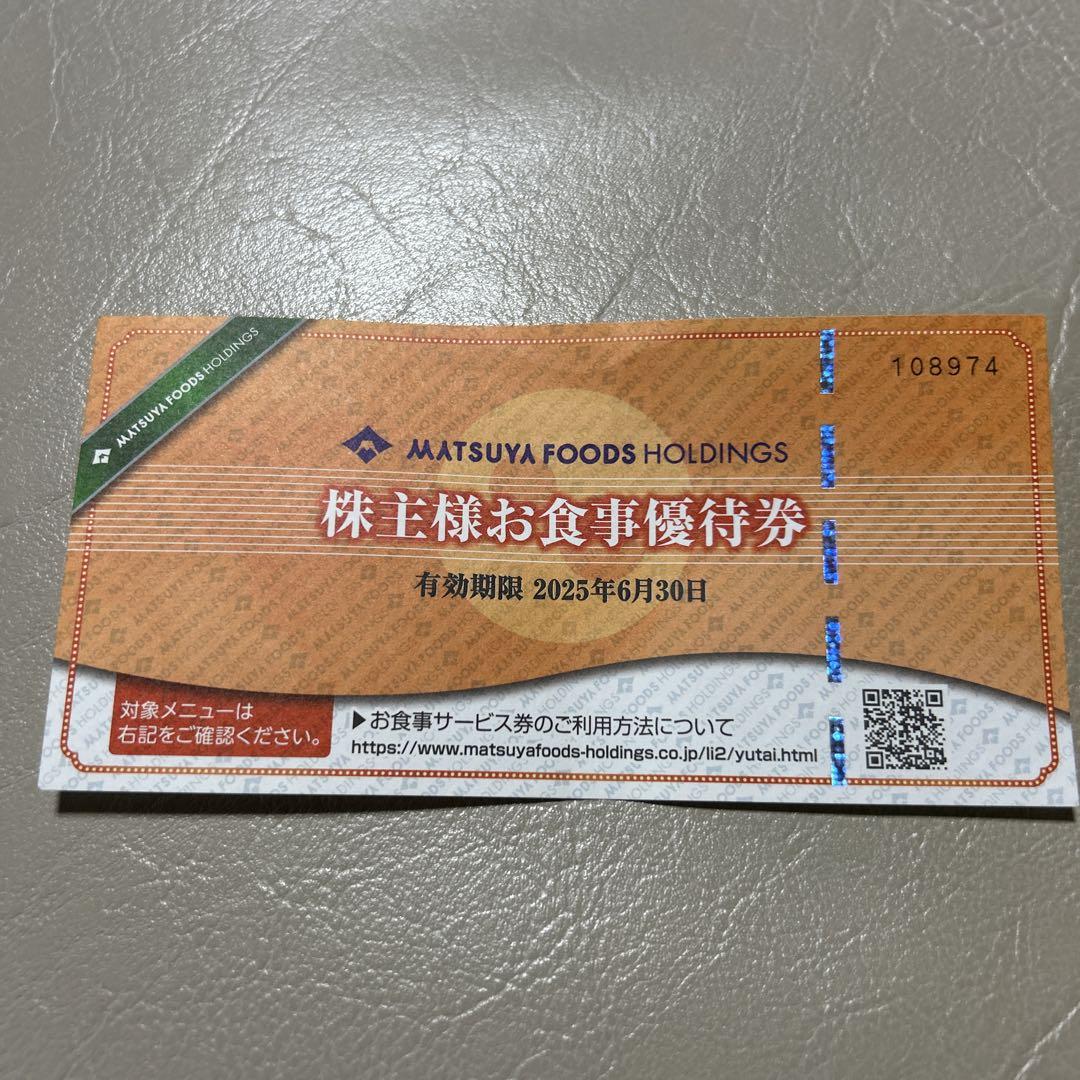 MATSUYA FOODS HOLDINGS
108974
MATSUYA FOODS HOLDINGS
株主様お食事優待券
有効期限 2025年6月30日
対象メニューは
右記をご確認ください。
▶お食事サービス券のご利用方法について
https://www.matsuyafoods-holdings.co.jp/li2/yutai.html